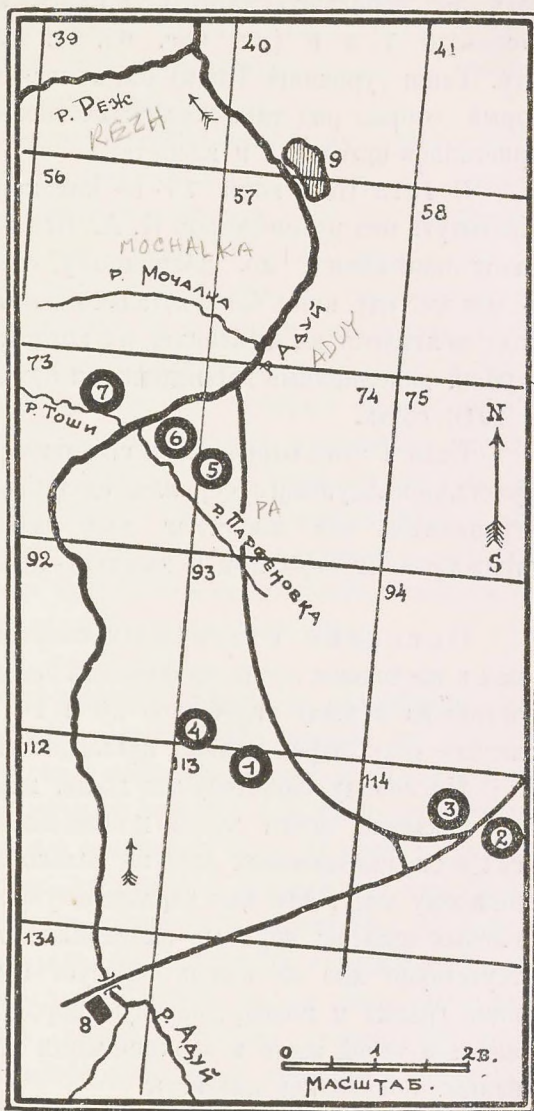 39 40 41
р. Реж
REZH
9
56 57 58
MOCHALKA
р. Мочалка
р. Адуй
ADUY
73 74 75
7
р. Тоши
6
5
N
S
PA
р. Парфеновка
92 93 94
4
1
112 113 114
3
2
134
8
р. Адуй
0 1 2в.
МАСШТАБ.